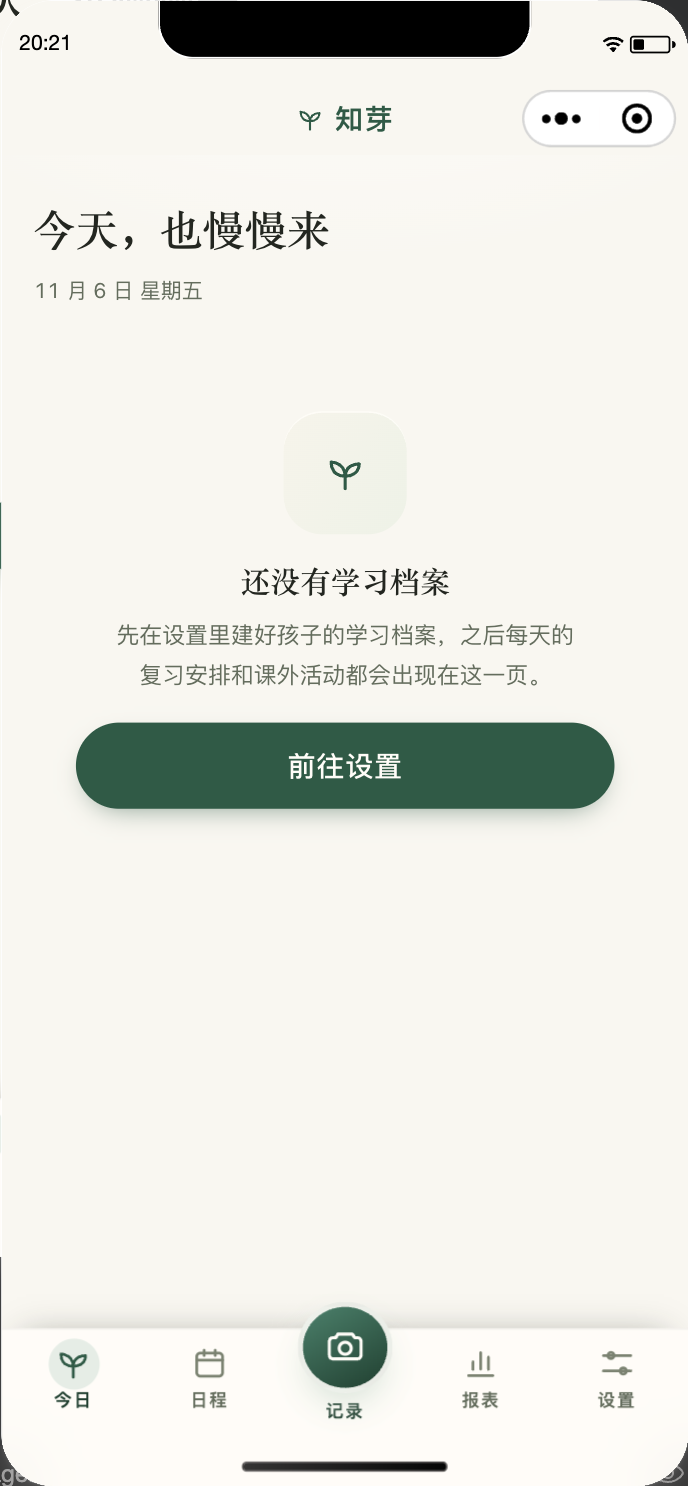 20:21
知芽
今天，也慢慢来
11 月 6 日 星期五
还没有学习档案
先在设置里建好孩子的学习档案，之后每天的
复习安排和课外活动都会出现在这一页。
前往设置
今日
日程
记录
报表
设置